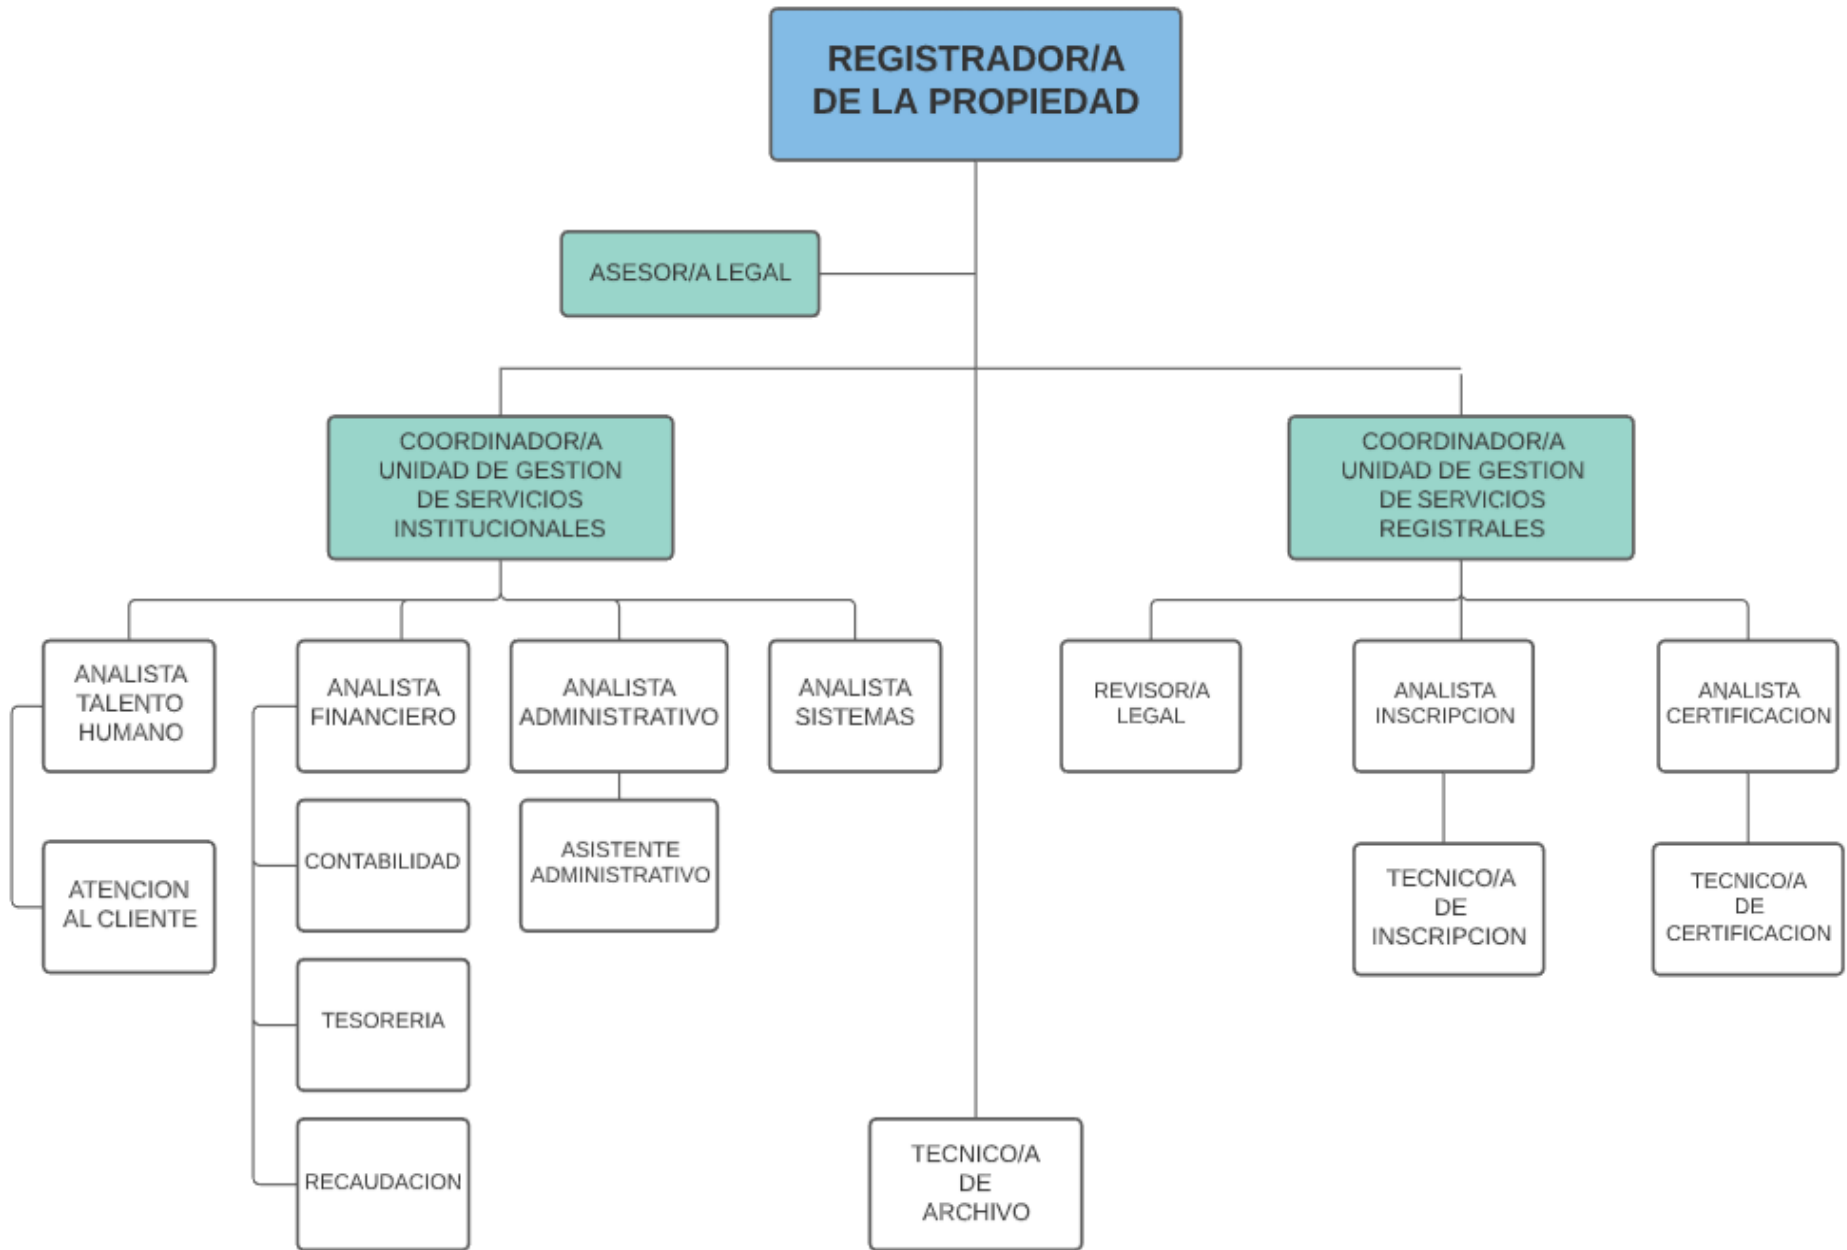 REGISTRADOR/A
DE LA PROPIEDAD
ASESOR/A LEGAL
COORDINADOR/A
UNIDAD DE GESTION
DE SERVICIOS
INSTITUCIONALES
COORDINADOR/A
UNIDAD DE GESTION
DE SERVICIOS
REGISTRALES
ANALISTA
TALENTO
HUMANO
ANALISTA
FINANCIERO
ANALISTA
ADMINISTRATIVO
ANALISTA
SISTEMAS
REVISOR/A
LEGAL
ANALISTA
INSCRIPCION
ANALISTA
CERTIFICACION
ATENCION
AL CLIENTE
CONTABILIDAD
ASISTENTE
ADMINISTRATIVO
TECNICO/A
DE
INSCRIPCION
TECNICO/A
DE
CERTIFICACION
TESORERIA
RECAUDACION
TECNICO/A
DE
ARCHIVO